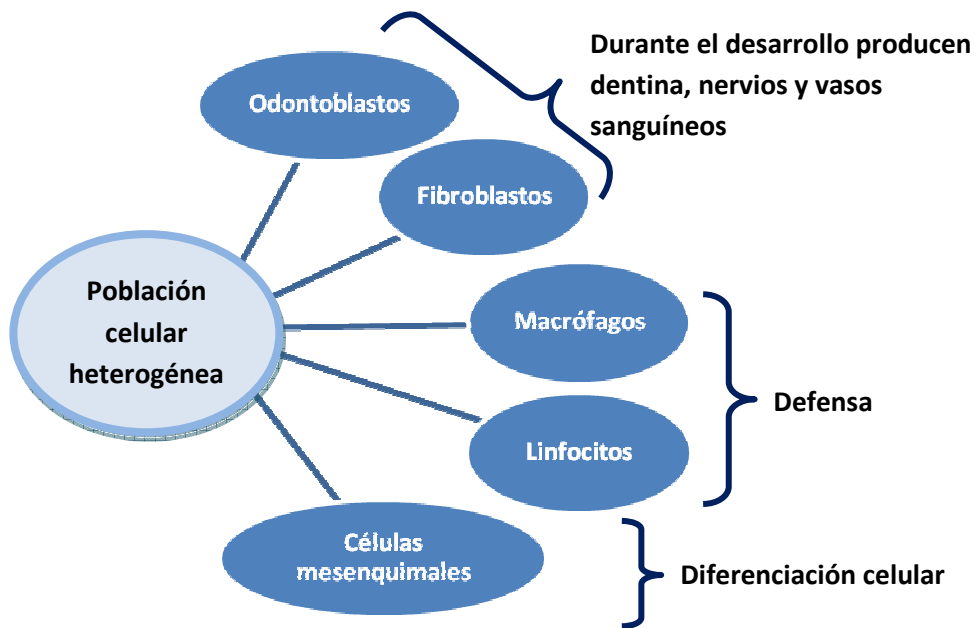 Durante el desarrollo producen
dentina, nervios y vasos
sanguíneos
Odontoblastos
Fibroblastos
Población
celular
heterogénea
Macrófagos
Defensa
Linfocitos
Células
mesenquimales
Diferenciación celular